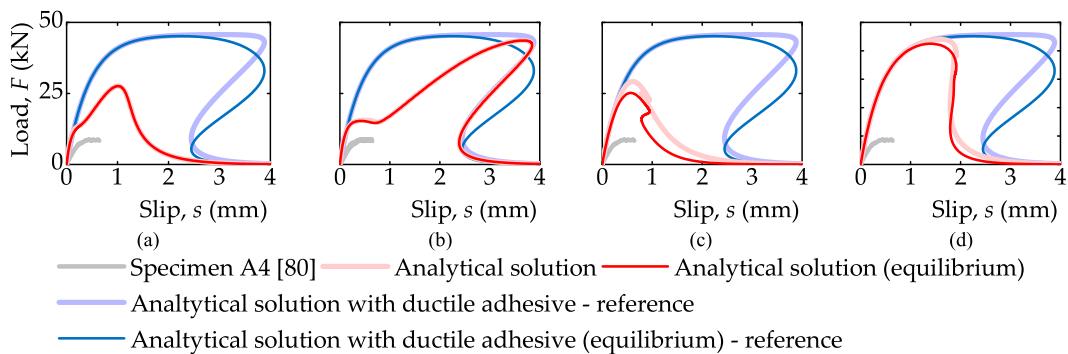 50
25
0
Load, F (kN)
0 1 2 3 4
0 1 2 3 4
0 1 2 3 4
0 1 2 3 4
Slip, s (mm)
Slip, s (mm)
Slip, s (mm)
Slip, s (mm)
(a)
(b)
(c)
(d)
Specimen A4 [80] Analytical solution Analytical solution (equilibrium)
Analtytical solution with ductile adhesive - reference
Analtytical solution with ductile adhesive (equilibrium) - reference